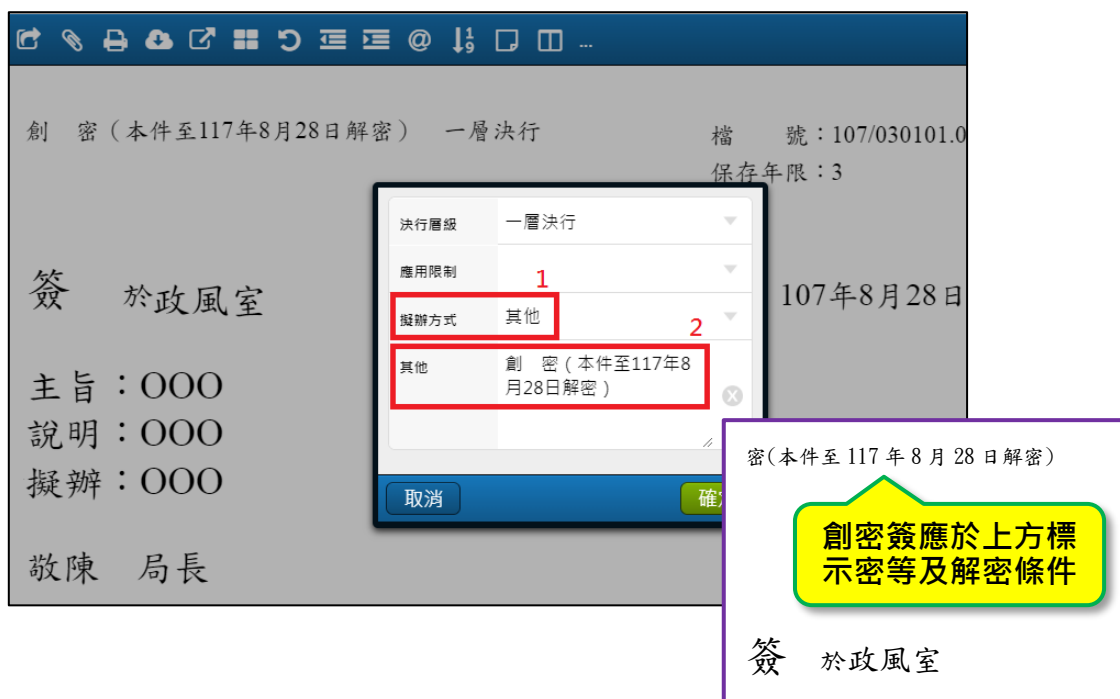 創　密（本件至117年8月28日解密）　一層決行
檔　　號：107/030101.0
保存年限：3
決行層級　一層決行
應用限制
1
擬辦方式　其他
2
其他　創　密（本件至117年8
月28日解密）
取消
簽　於政風室
107年8月28日
主旨：OOO
說明：OOO
擬辦：OOO
敬陳　局長
密(本件至 117 年 8 月 28 日解密)
創密簽應於上方標
示密等及解密條件
簽　於政風室